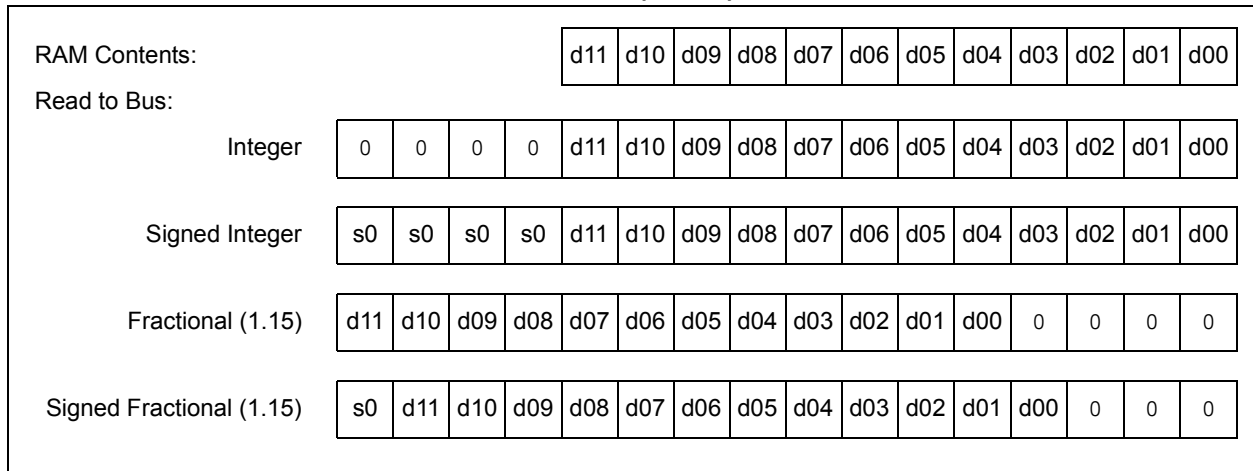 RAM Contents: d11 d10 d09 d08 d07 d06 d05 d04 d03 d02 d01 d00
Read to Bus:
Integer 0 0 0 0 d11 d10 d09 d08 d07 d06 d05 d04 d03 d02 d01 d00
Signed Integer s0 s0 s0 s0 d11 d10 d09 d08 d07 d06 d05 d04 d03 d02 d01 d00
Fractional (1.15) d11 d10 d09 d08 d07 d06 d05 d04 d03 d02 d01 d00 0 0 0 0
Signed Fractional (1.15) s0 d11 d10 d09 d08 d07 d06 d05 d04 d03 d02 d01 d00 0 0 0